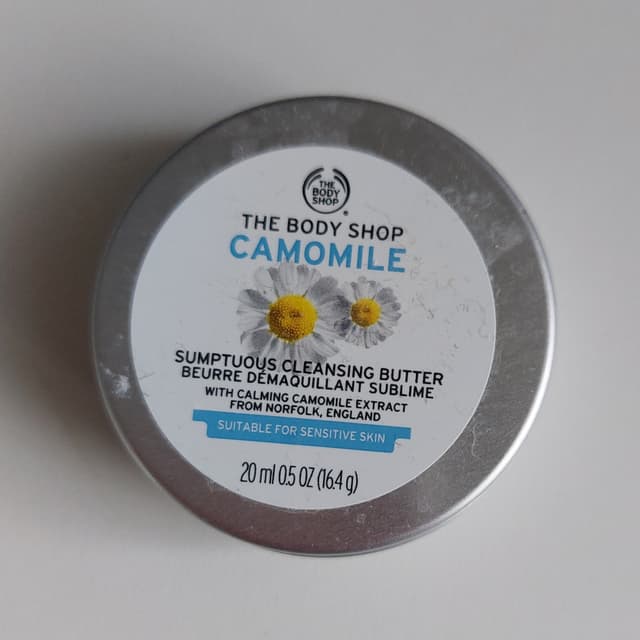 THE
BODY
SHOP
®
THE BODY SHOP
CAMOMILE
SUMPTUOUS CLEANSING BUTTER
BEURRE DÉMAQUILLANT SUBLIME
WITH CALMING CAMOMILE EXTRACT
FROM NORFOLK, ENGLAND
SUITABLE FOR SENSITIVE SKIN
20 ml 0.5 OZ (16.4 g)